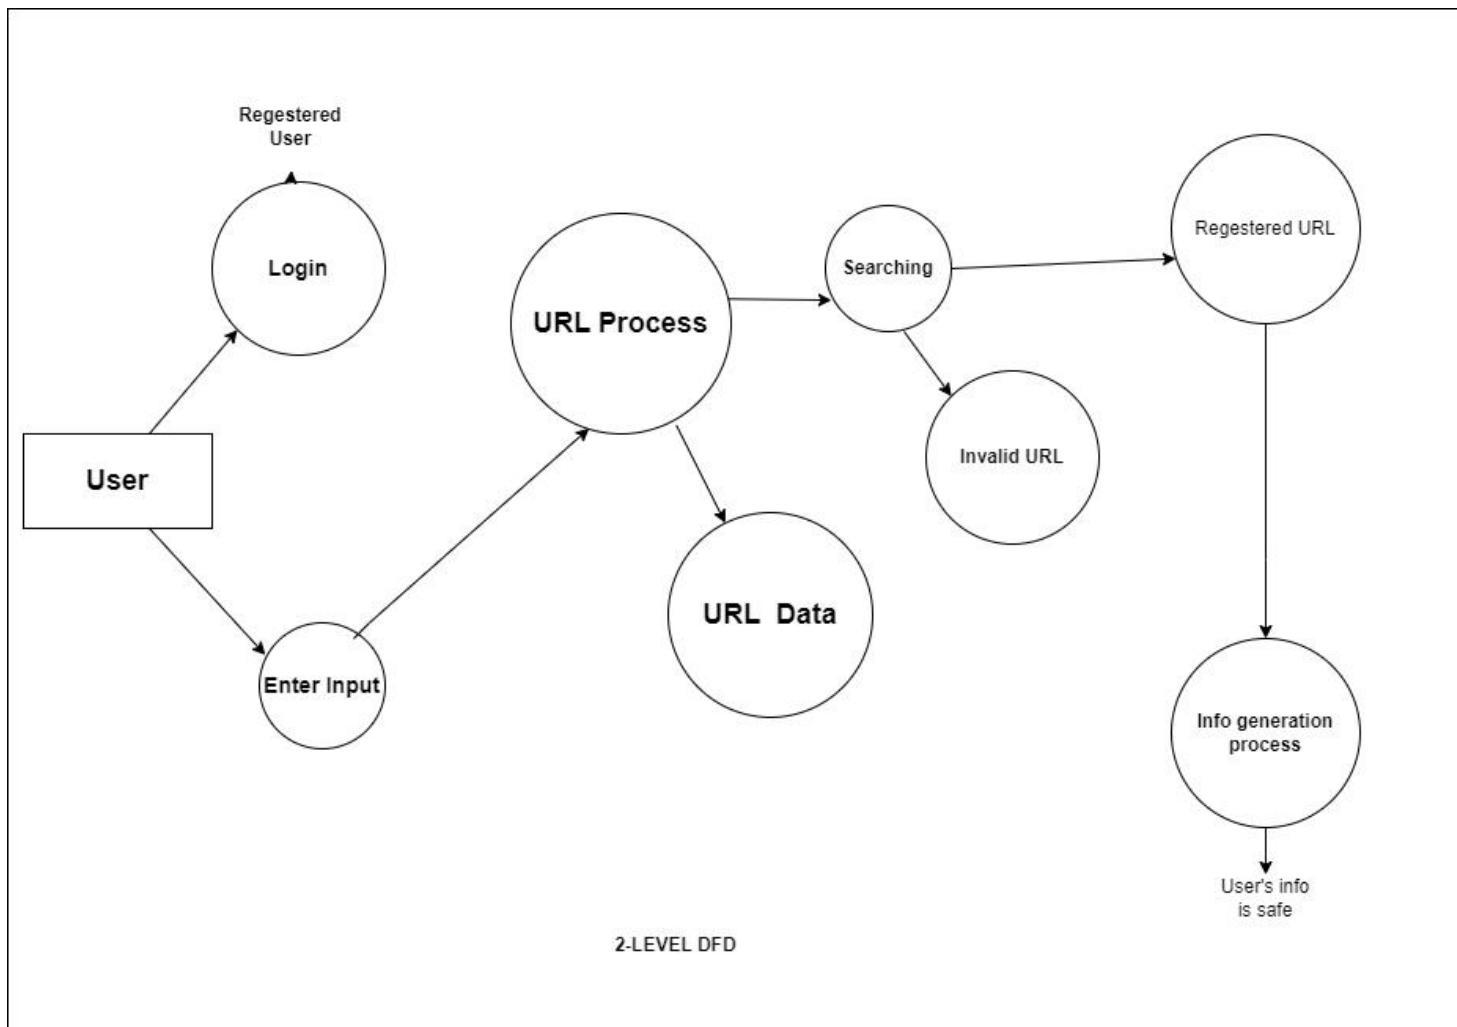 Regestered
User
Login
User
Enter Input
URL Process
URL  Data
Searching
Invalid URL
Regestered URL
Info generation
process
User's info
is safe
2-LEVEL DFD